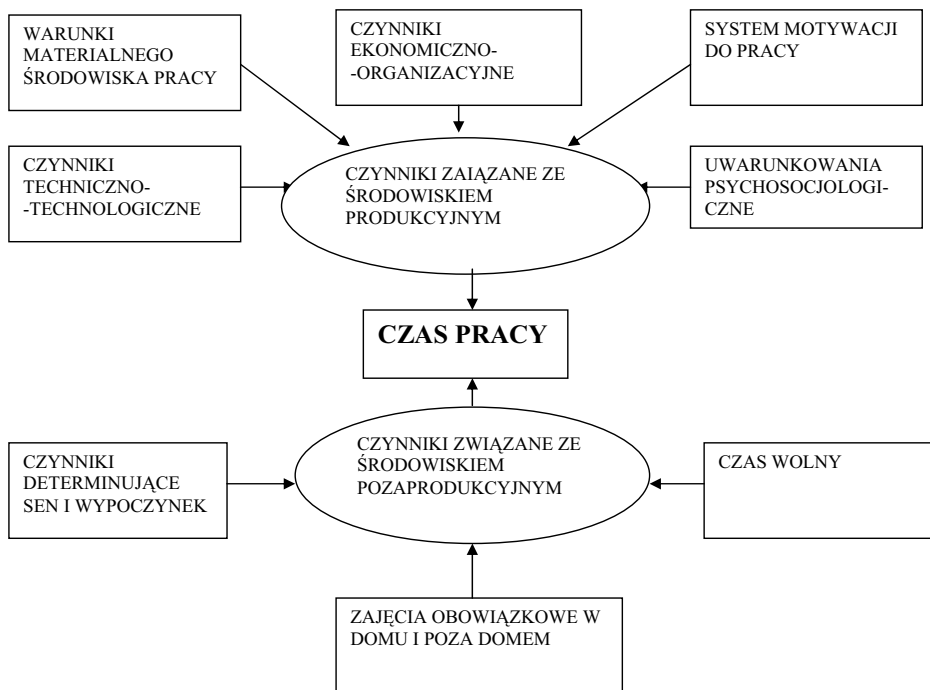 WARUNKI
MATERIALNEGO
ŚRODOWISKA PRACY
CZYNNIKI
EKONOMICZNO-
-ORGANIZACYJNE
SYSTEM MOTYWACJI
DO PRACY
CZYNNIKI
TECHNICZNO-
-TECHNOLOGICZNE
CZYNNIKI ZAIĄZANE ZE
ŚRODOWISKIEM
PRODUKCYJNYM
UWARUNKOWANIA
PSYCHOSOCJOLOGI-
CZNE
CZAS PRACY
CZYNNIKI
DETERMINUJĄCE
SEN I WYPOCZYNEK
CZYNNIKI ZWIĄZANE ZE
ŚRODOWISKIEM
POZAPRODUKCYJNYM
CZAS WOLNY
ZAJĘCIA OBOWIĄZKOWE W
DOMU I POZA DOMEM